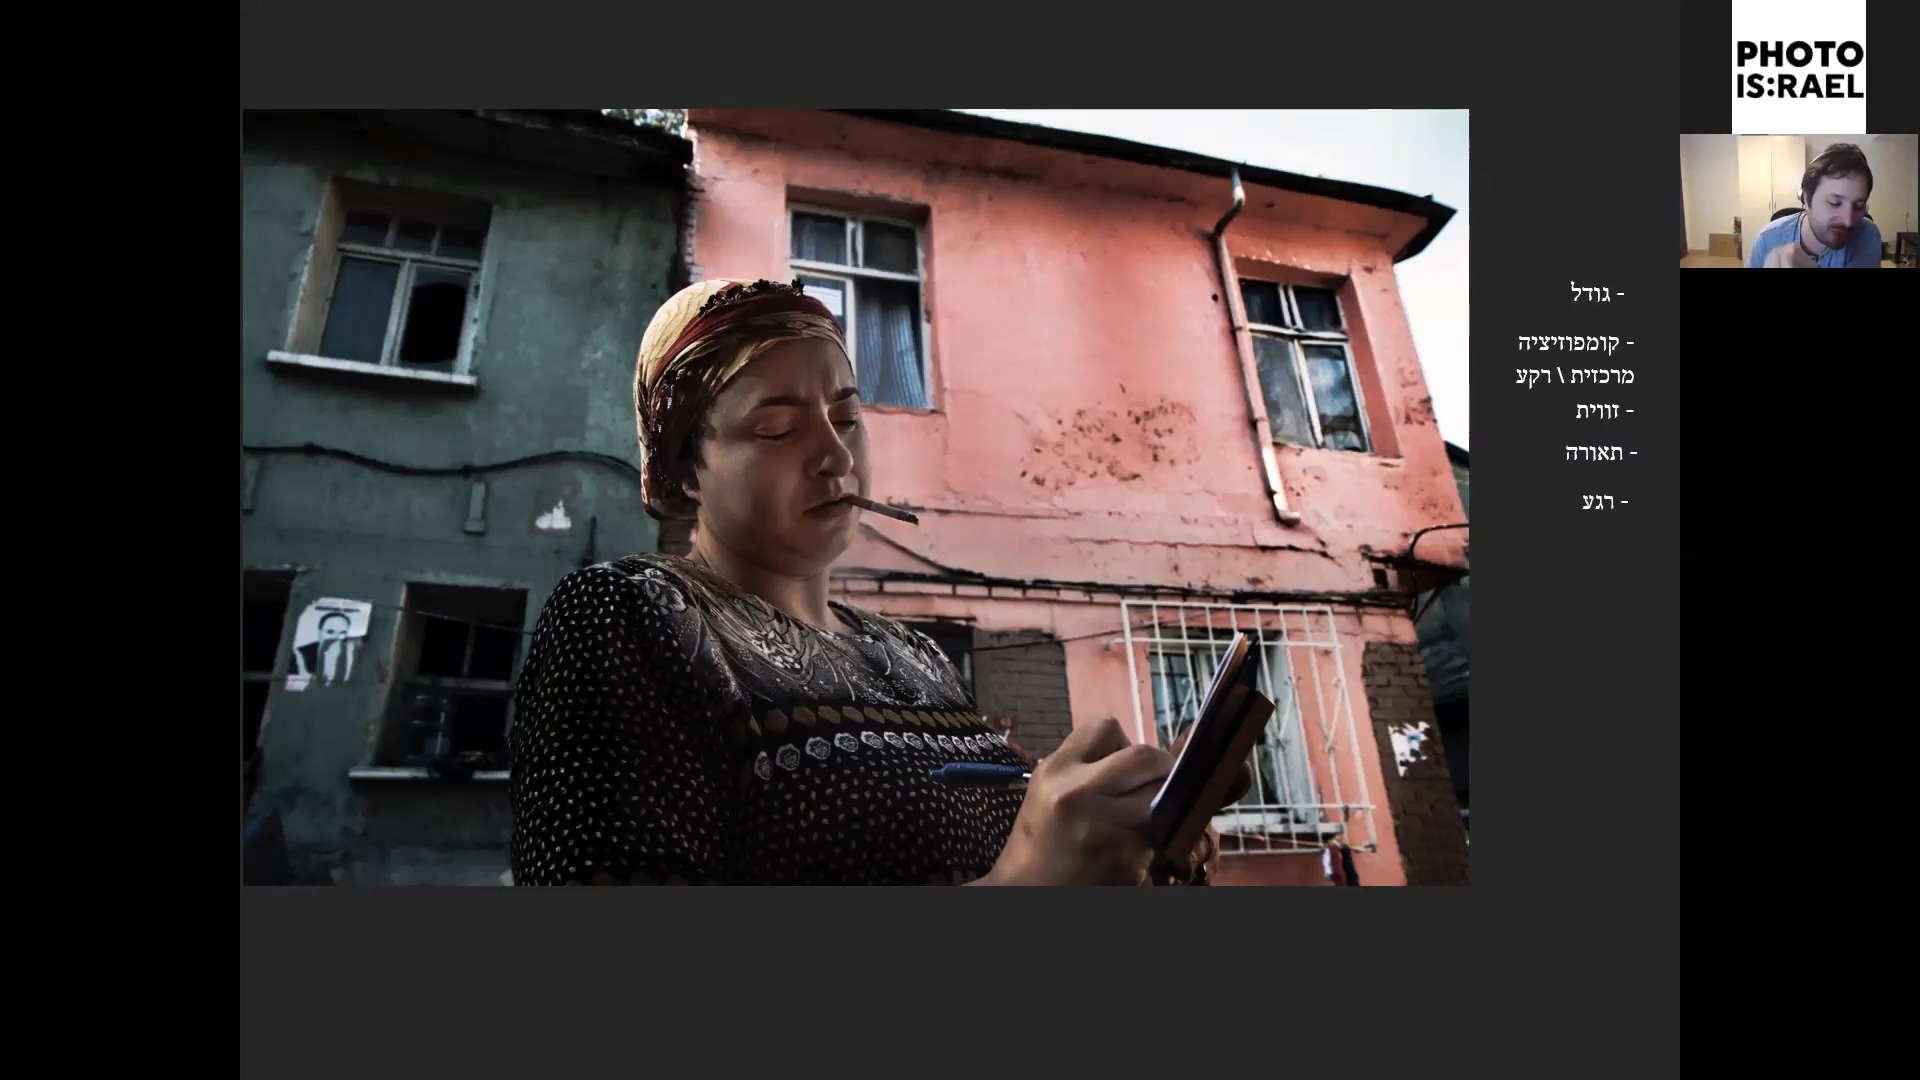 PHOTO
IS:RAEL
- גודל
- קומפוזיציה
מרכזית \ רקע
- זווית
- תאורה
- רגע